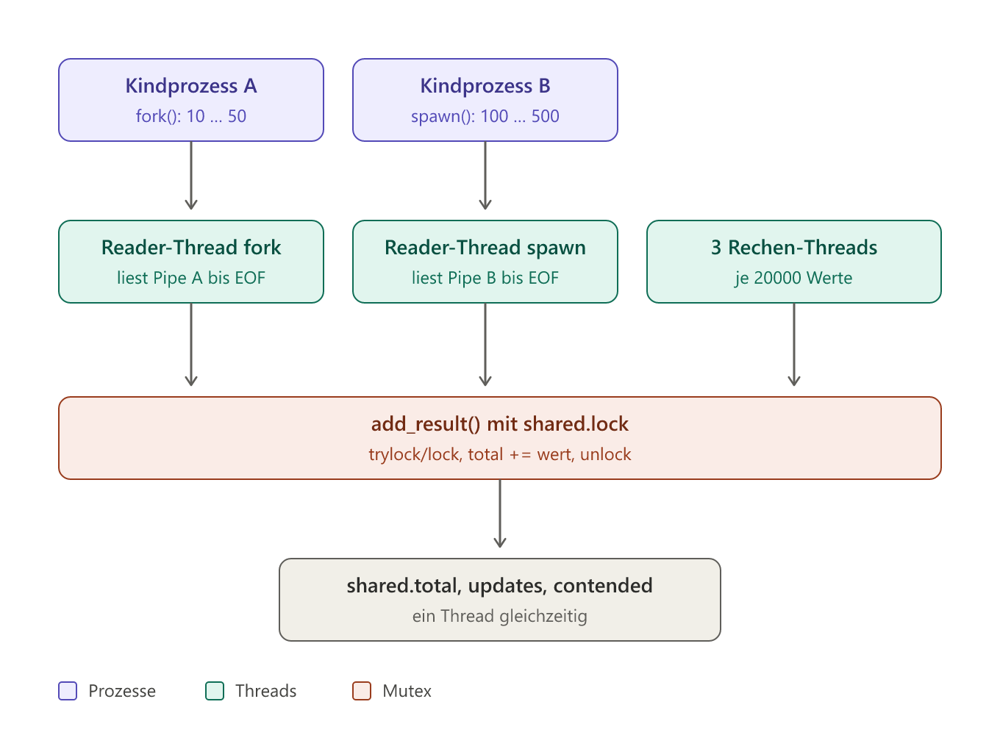 Kindprozess A
fork(): 10 ... 50
Kindprozess B
spawn(): 100 ... 500
Reader-Thread fork
liest Pipe A bis EOF
Reader-Thread spawn
liest Pipe B bis EOF
3 Rechen-Threads
je 20000 Werte
add_result() mit shared.lock
trylock/lock, total += wert, unlock
shared.total, updates, contended
ein Thread gleichzeitig
Prozesse
Threads
Mutex